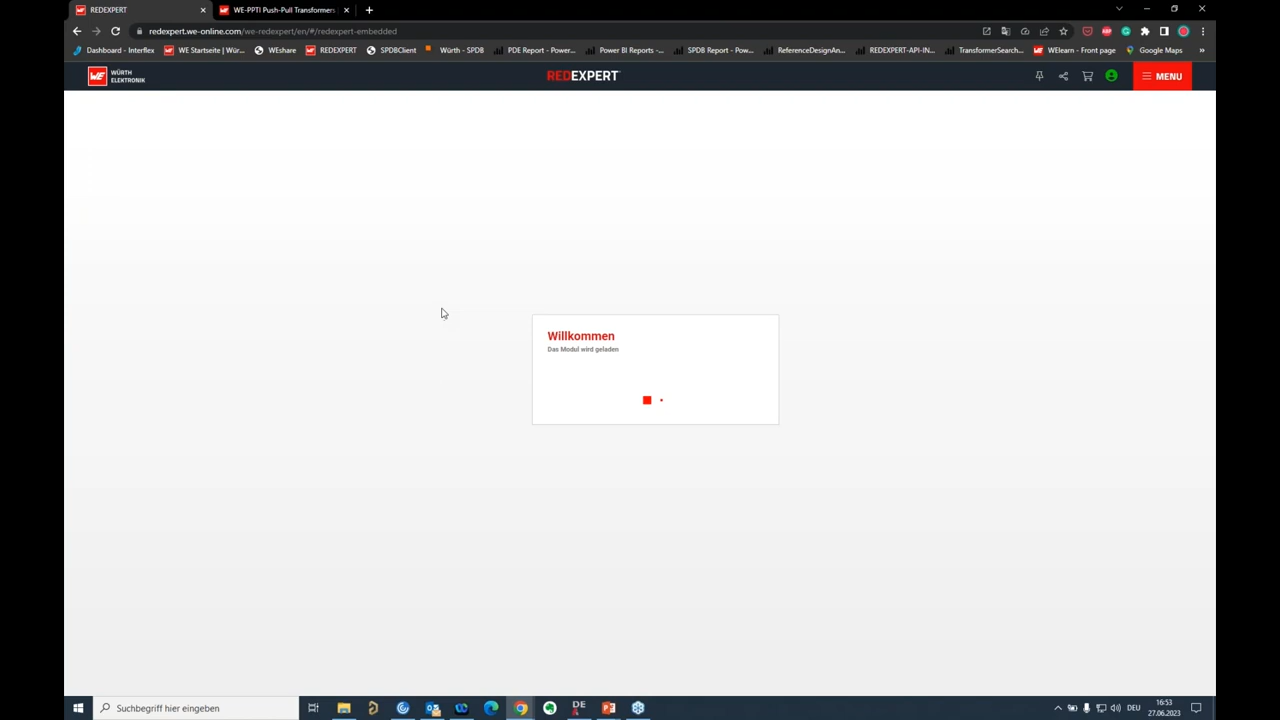 REDEXPERT
WE-PPTI Push-Pull Transformers
redexpert.we-online.com/we-redexpert/en/#/redexpert-embedded
Dashboard - Interflex
WE Startseite | Wür...
WEshare
REDEXPERT
SPDBClient
Würth - SPDB
PDE Report - Power...
Power BI Reports -...
SPDB Report - Pow...
ReferenceDesignAn...
REDEXPERT-API-IN...
TransformerSearch...
WElearn - Front page
Google Maps
»
WE
WÜRTH
ELEKTRONIK
REDEXPERT
MENU
Willkommen
Das Modul wird geladen
Suchbegriff hier eingeben
DE
DEU
16:53
27.06.2023